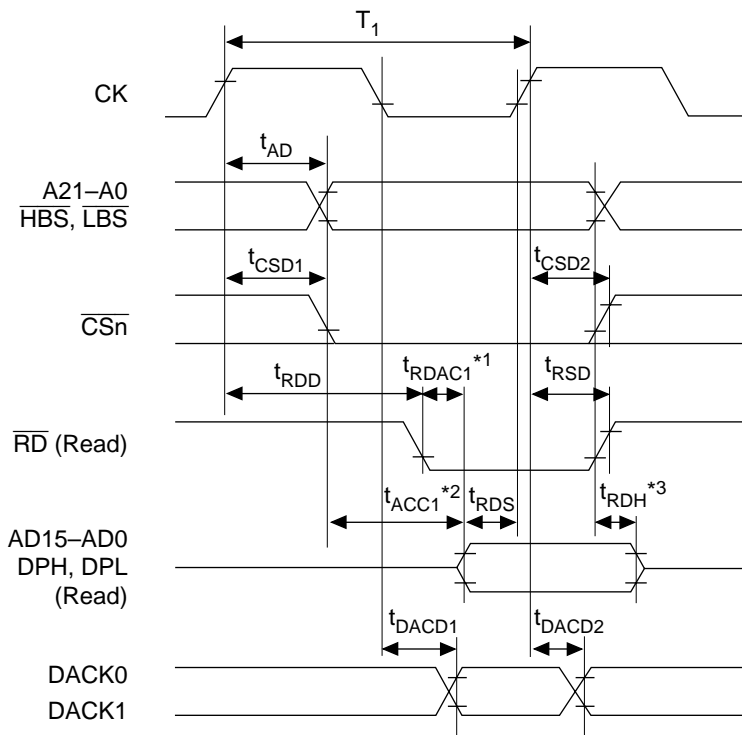 T1
CK
tAD
A21–A0
HBS, LBS
tCSD1
tCSD2
CSn
tRDD
tRDAC1*1
tRSD
RD (Read)
tACC1*2
tRDS
tRDH*3
AD15–AD0
DPH, DPL
(Read)
tDACD1
tDACD2
DACK0
DACK1